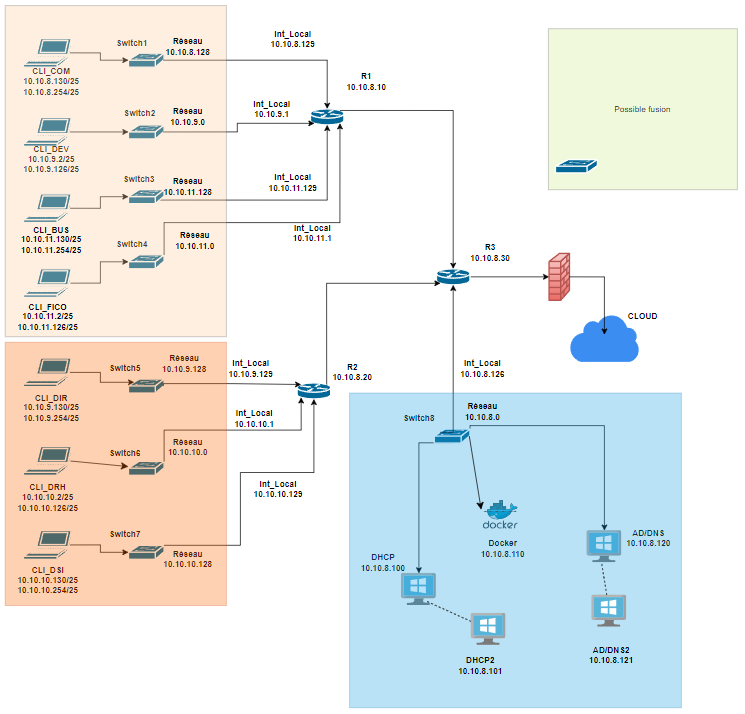 Switch1
Réseau
10.10.8.128
Int_Local
10.10.8.129
CLI_COM
10.10.8.130/25
10.10.8.254/25
R1
10.10.8.10
Possible fusion
Switch2
Réseau
10.10.9.0
Int_Local
10.10.9.1
CLI_DEV
10.10.9.2/25
10.10.9.126/25
Switch3
Réseau
10.10.11.128
Int_Local
10.10.11.129
CLI_BUS
10.10.11.130/25
10.10.11.254/25
Switch4
Réseau
10.10.11.0
Int_Local
10.10.11.1
CLI_FICO
10.10.11.2/25
10.10.11.126/25
R3
10.10.8.30
CLOUD
Switch5
Réseau
10.10.9.128
Int_Local
10.10.9.129
R2
10.10.8.20
Int_Local
10.10.8.126
CLI_DIR
10.10.9.130/25
10.10.9.254/25
Switch6
Réseau
10.10.10.0
Int_Local
10.10.10.1
CLI_DRH
10.10.10.2/25
10.10.10.126/25
Int_Local
10.10.10.129
Switch7
Réseau
10.10.10.128
CLI_DSI
10.10.10.130/25
10.10.10.254/25
Switch8
Réseau
10.10.8.0
docker
Docker
10.10.8.110
AD/DNS
10.10.8.120
DHCP
10.10.8.100
DHCP2
10.10.8.101
AD/DNS2
10.10.8.121